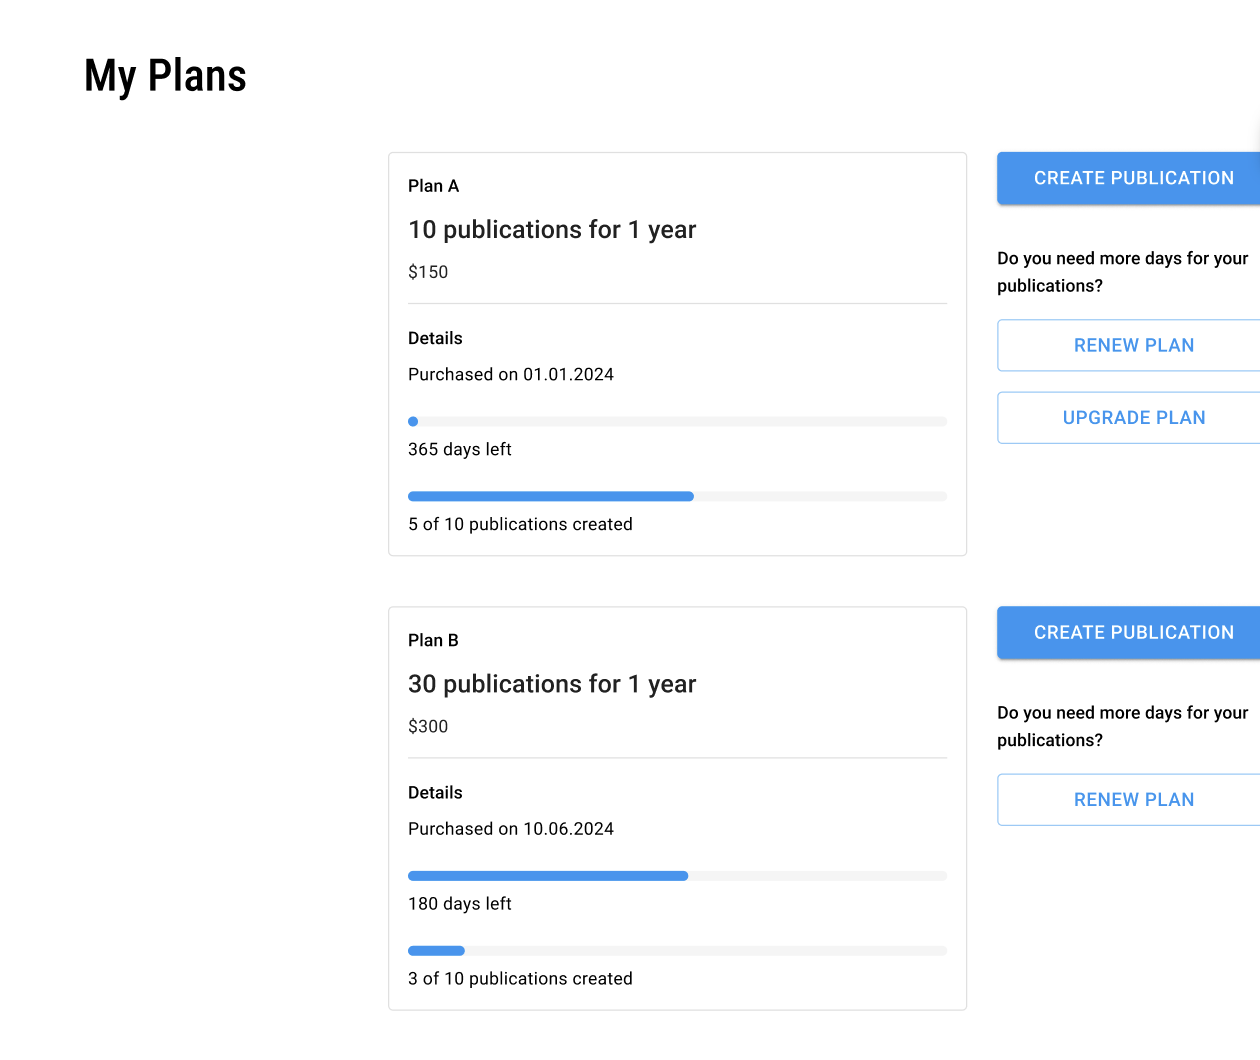 My Plans
Plan A
10 publications for 1 year
$150
Details
Purchased on 01.01.2024
365 days left
5 of 10 publications created
CREATE PUBLICATION
Do you need more days for your
publications?
RENEW PLAN
UPGRADE PLAN
Plan B
30 publications for 1 year
$300
Details
Purchased on 10.06.2024
180 days left
3 of 10 publications created
CREATE PUBLICATION
Do you need more days for your
publications?
RENEW PLAN